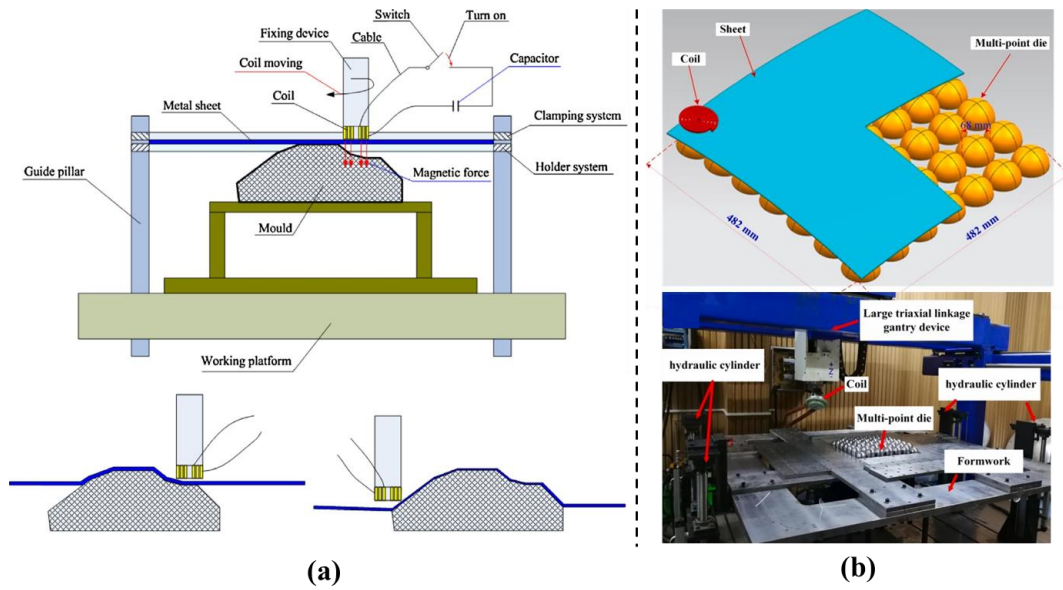 Switch
Turn on
Fixing device
Cable
Coil moving
Capacitor
Coil
Metal sheet
Clamping system
Magnetic force
Holder system
Guide pillar
Mould
Working platform
(a)
Sheet
Multi-point die
Coil
68 mm
482 mm
482 mm
Large triaxial linkage
gantry device
hydraulic cylinder
Coil
hydraulic cylinder
Multi-point die
Formwork
(b)